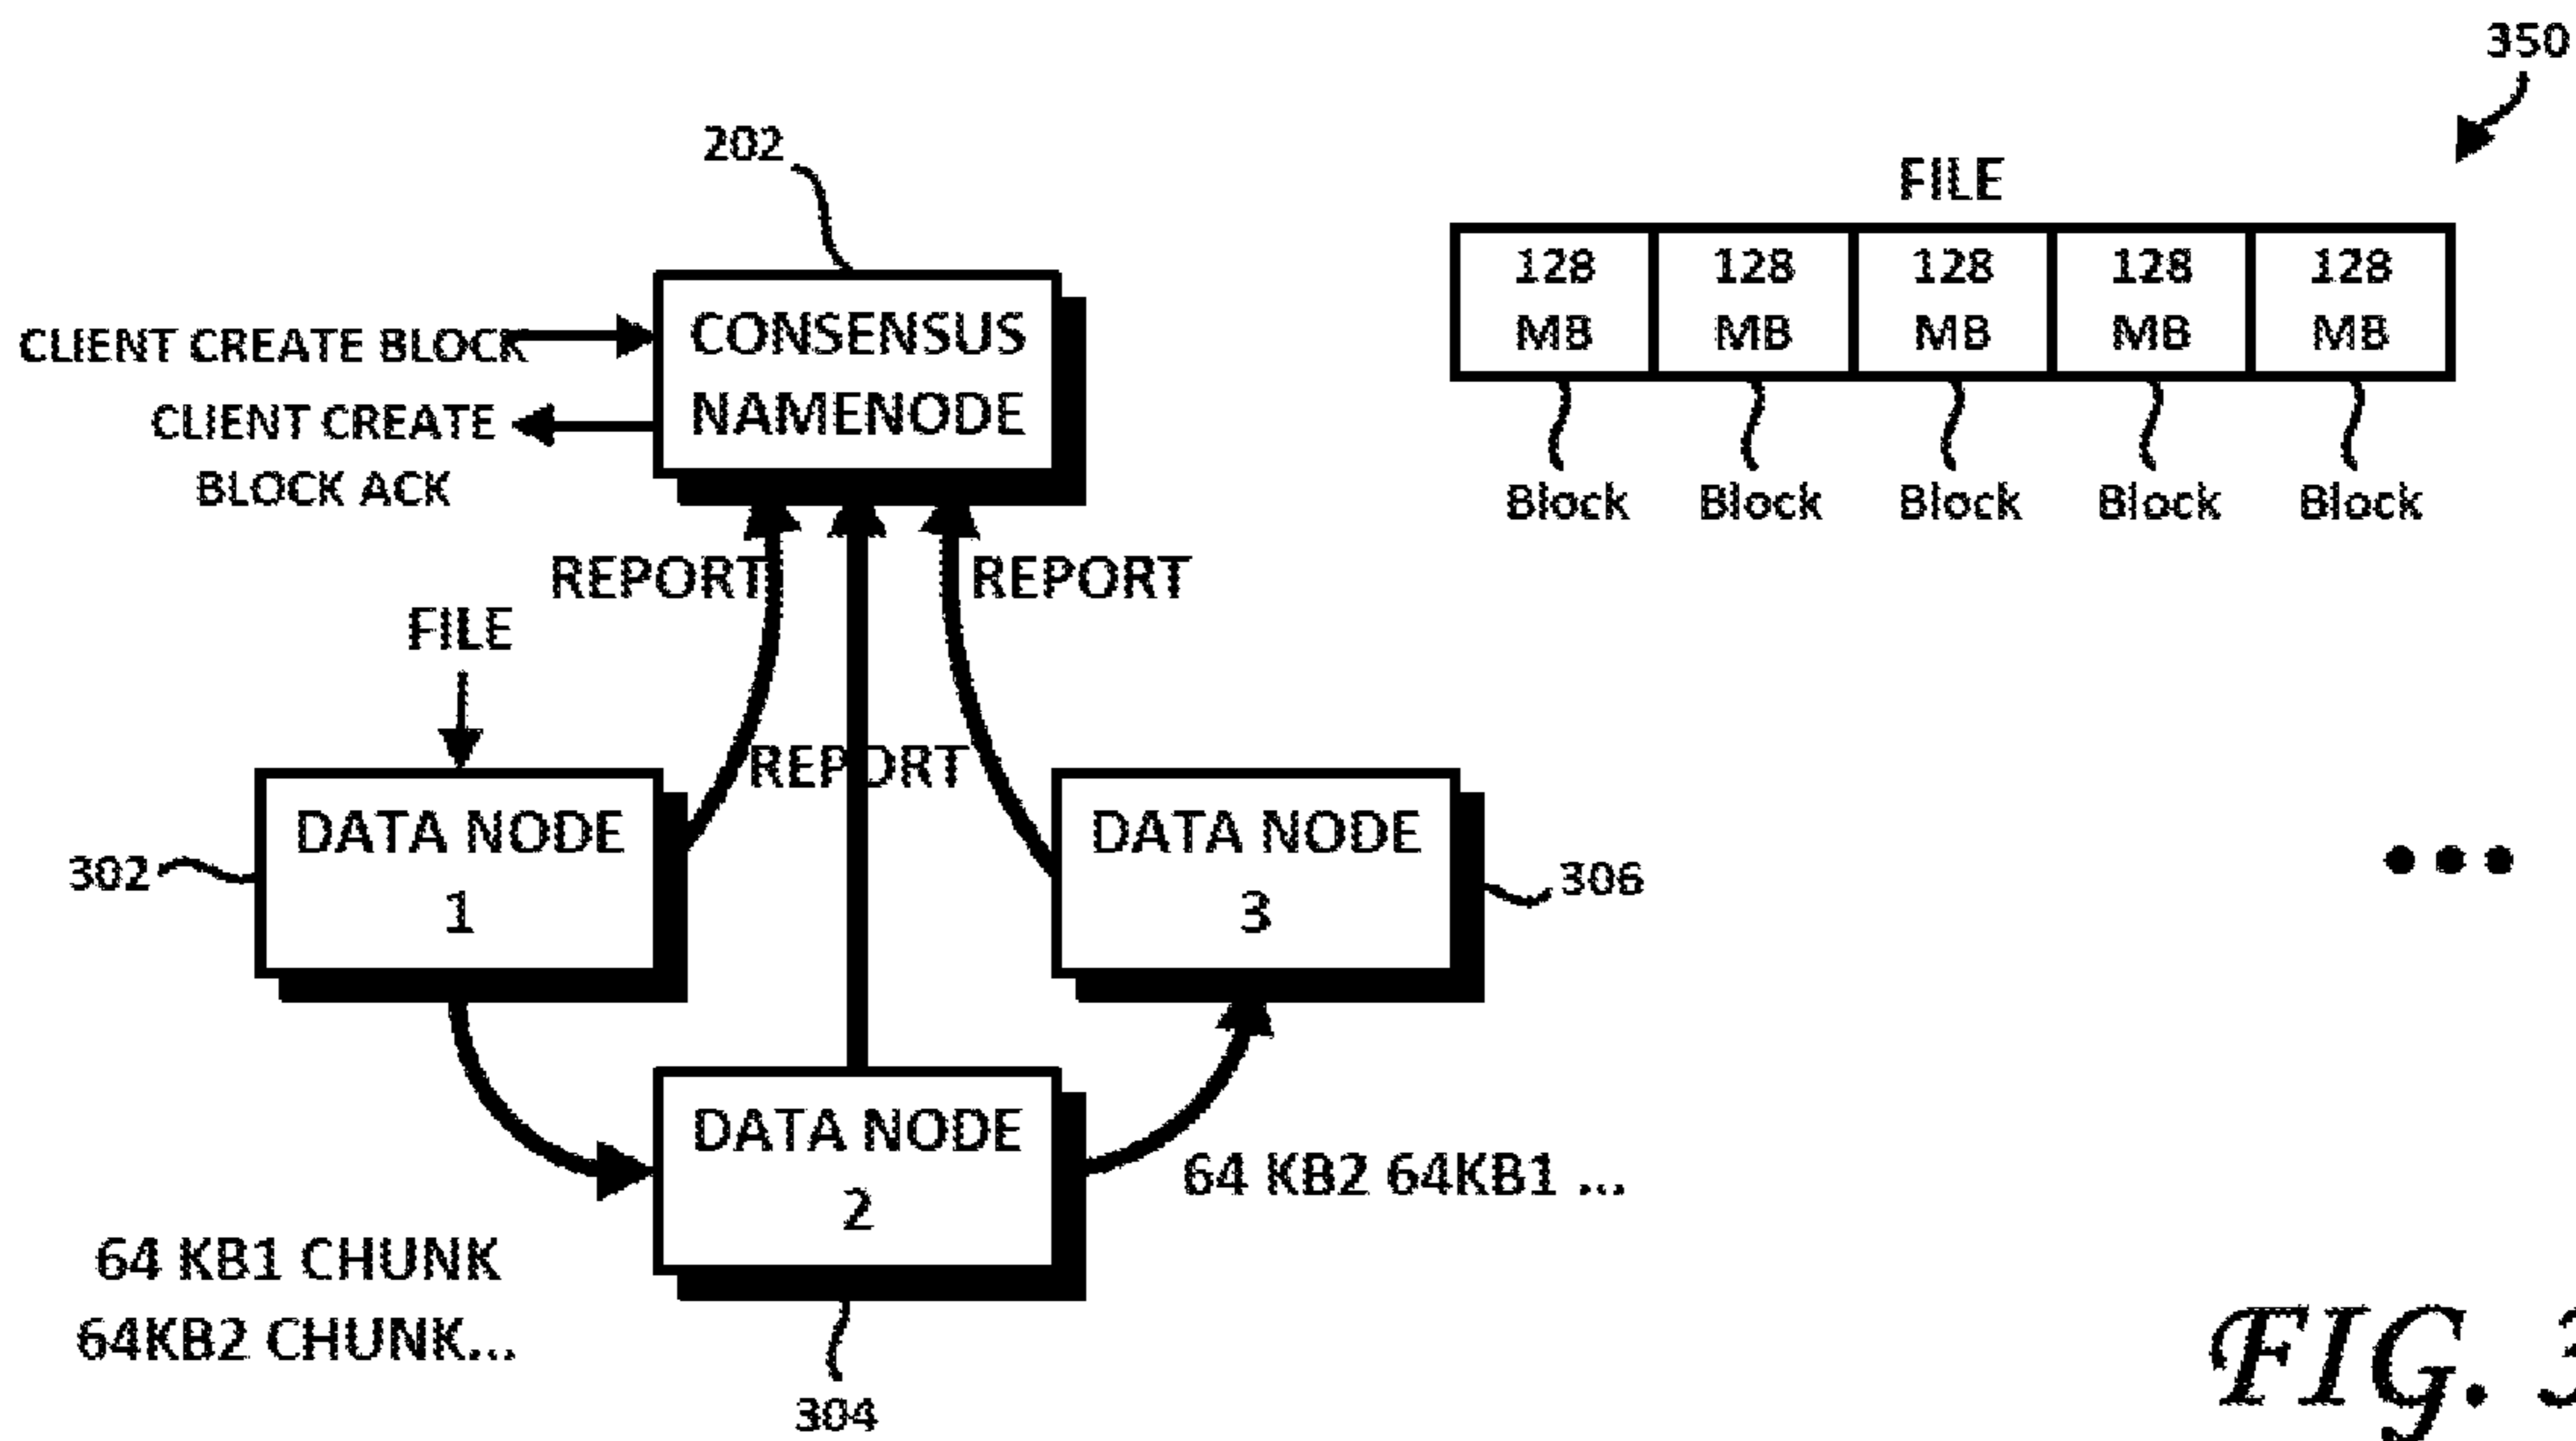 350
202
FILE
128 MB
128 MB
128 MB
128 MB
128 MB
Block
Block
Block
Block
Block
CLIENT CREATE BLOCK
CLIENT CREATE
BLOCK ACK
CONSENSUS
NAMENODE
REPORT
REPORT
FILE
REPORT
DATA NODE
1
302
DATA NODE
3
306
...
DATA NODE
2
64 KB2 64KB1 ...
64 KB1 CHUNK
64KB2 CHUNK...
304
FIG. 3